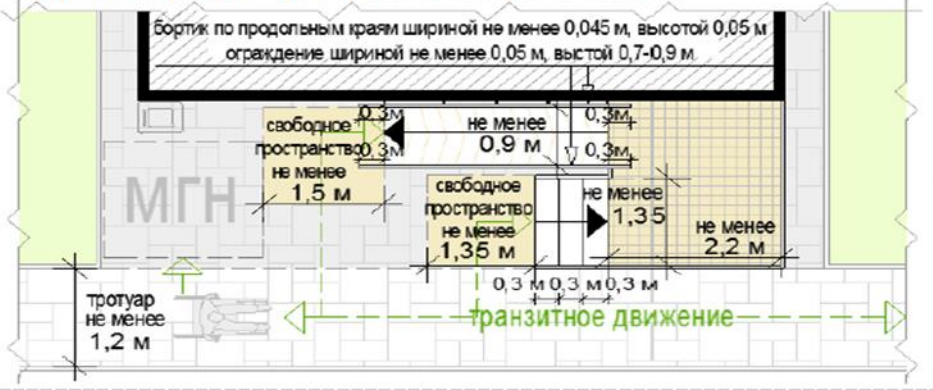 бортик по продольным краям шириной не менее 0,045 м, высотой 0,05 м
ограждение шириной не менее 0,05 м, выстой 0,7-0,9 м
0,3м
не менее
0,9 м
0,3м
свободное
пространство
не менее
1,5 м
0,3м
0,3м
МГН
свободное
пространство
не менее
1,35 м
не менее
1,35
не менее
2,2 м
0,3 м 0,3 м 0,3 м
тротуар
не менее
1,2 м
транзитное движение